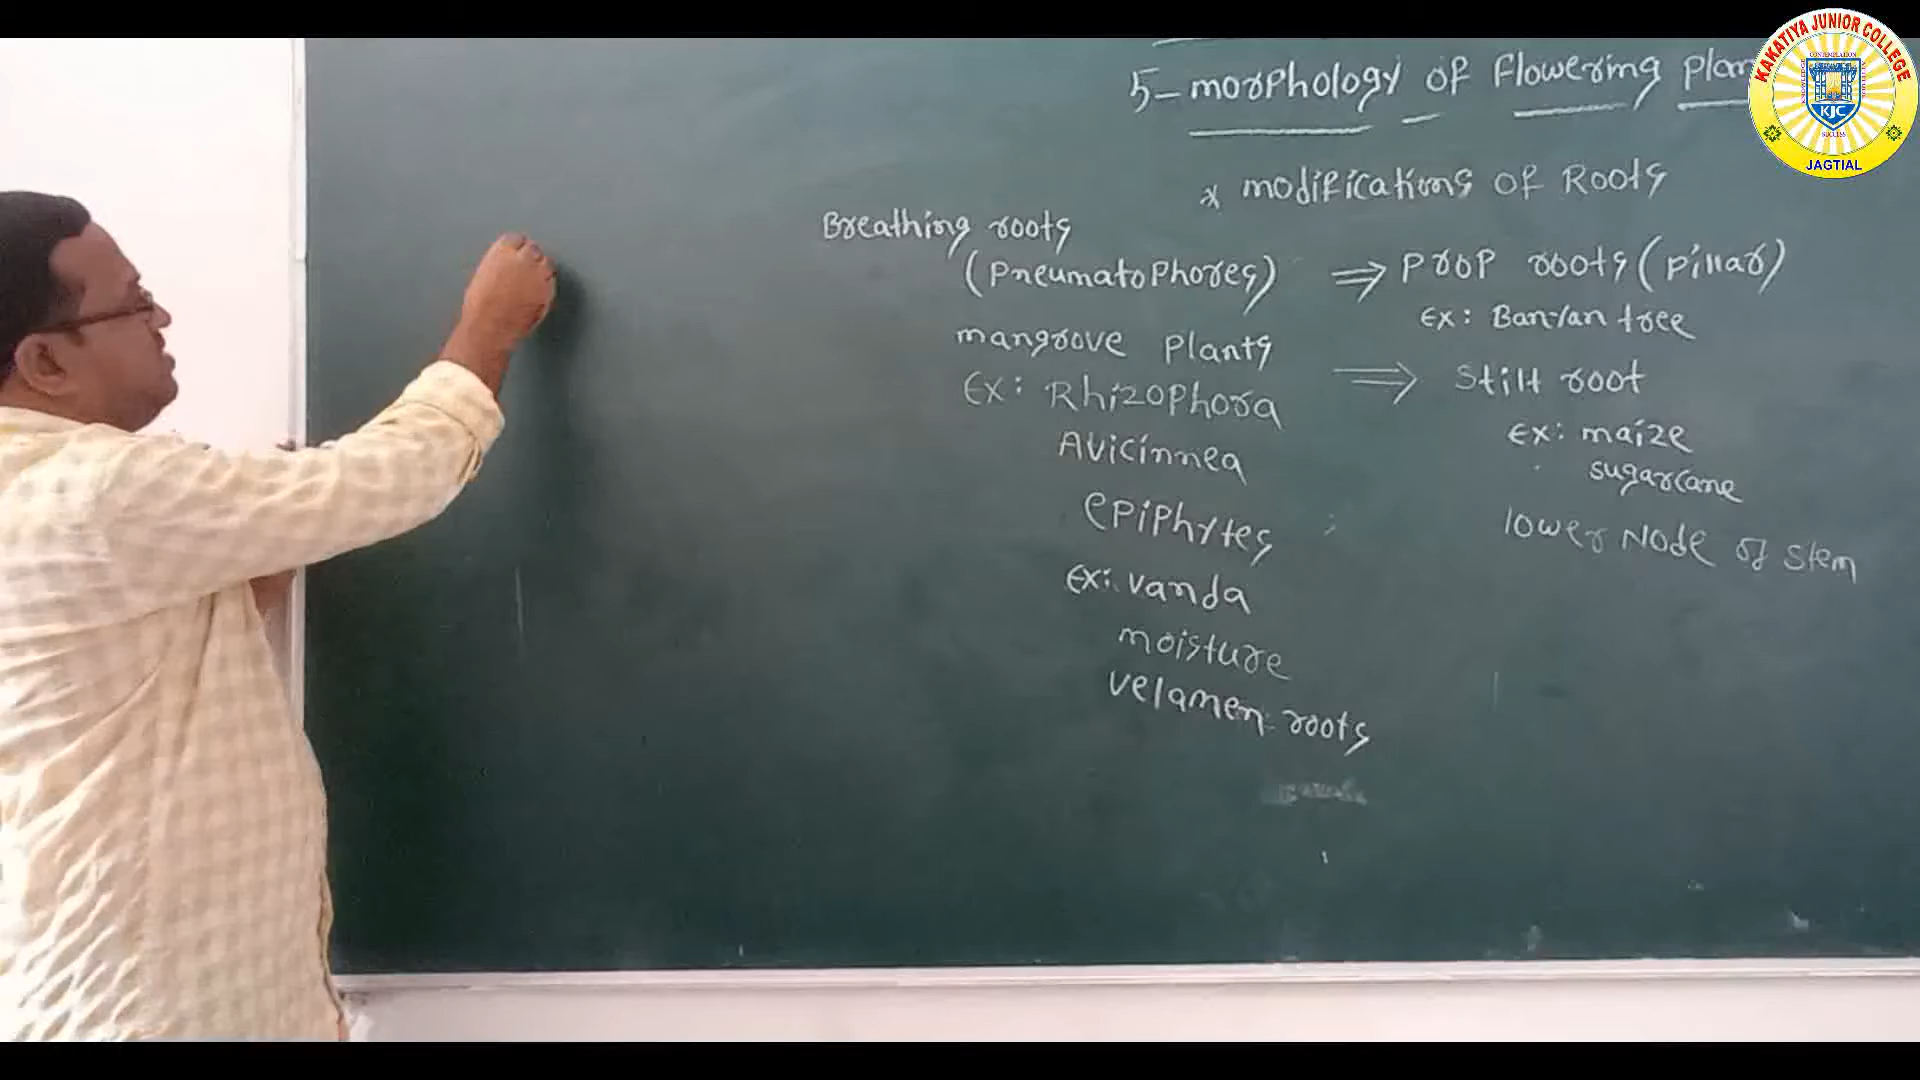 5- morphology of flowering plan
* modifications of Roots
Breathing roots
(Pneumatophores)
mangrove plants
Ex: Rhizophora
Avicinnea
Epiphytes
Ex: vanda
moisture
velamen roots
⇒ Prop roots (pillar)
Ex: Banyan tree
⇒ Stilt root
Ex: maize
sugarcane
lower Node of stem
KAKATIYA JUNIOR COLLEGE
KJC
SUCCESS
JAGTIAL